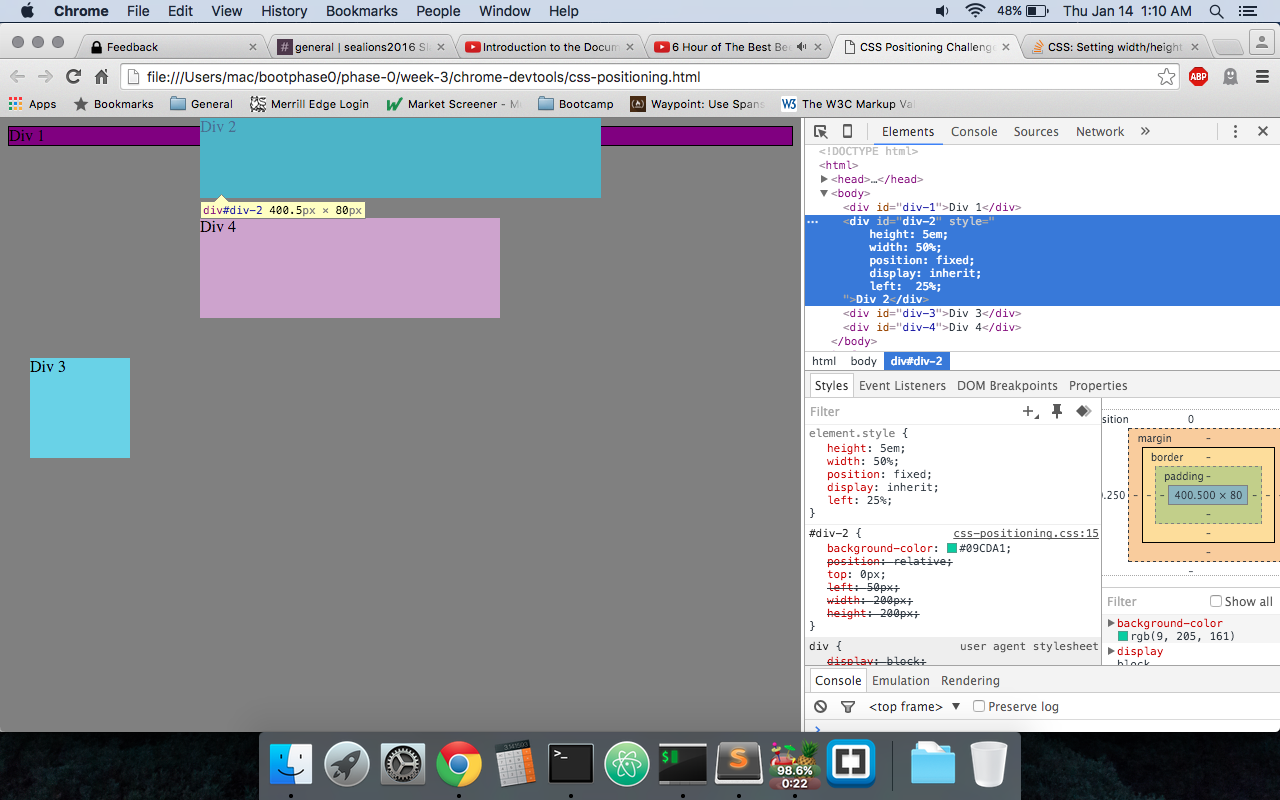 Chrome File Edit View History Bookmarks People Window Help 48% Thu Jan 14 1:10 AM
Feedback general | sealions2016 Sl Introduction to the Docum 6 Hour of The Best Be CSS Positioning Challeng CSS: Setting width/height
file:///Users/mac/bootphase0/phase-0/week-3/chrome-devtools/css-positioning.html ABP
Apps Bookmarks General Merrill Edge Login Market Screener - M Bootcamp Waypoint: Use Spans W3 The W3C Markup Val
Div 1
Div 2
div#div-2 400.5px × 80px
Div 4
Div 3
Elements Console Sources Network »
<!DOCTYPE html>
<html>
<head>…</head>
<body>
<div id="div-1">Div 1</div>
… <div id="div-2" style="
height: 5em;
width: 50%;
position: fixed;
display: inherit;
left:  25%;
">Div 2</div>
<div id="div-3">Div 3</div>
<div id="div-4">Div 4</div>
</body>
html body div#div-2
Styles Event Listeners DOM Breakpoints Properties
Filter
element.style {
height: 5em;
width: 50%;
position: fixed;
display: inherit;
left: 25%;
}
#div-2 { css-positioning.css:15
background-color: #09CDA1;
position: relative;
top: 0px;
left: 50px;
width: 200px;
height: 200px;
}
div { user agent stylesheet
display: block;
sition 0
margin -
border -
padding -
0.250 - - - 400.500 × 80 - - -
-
-
-
-
Filter Show all
background-color
rgb(9, 205, 161)
display
block
Console Emulation Rendering
<top frame> ▼ Preserve log
>
98.6%
0:22